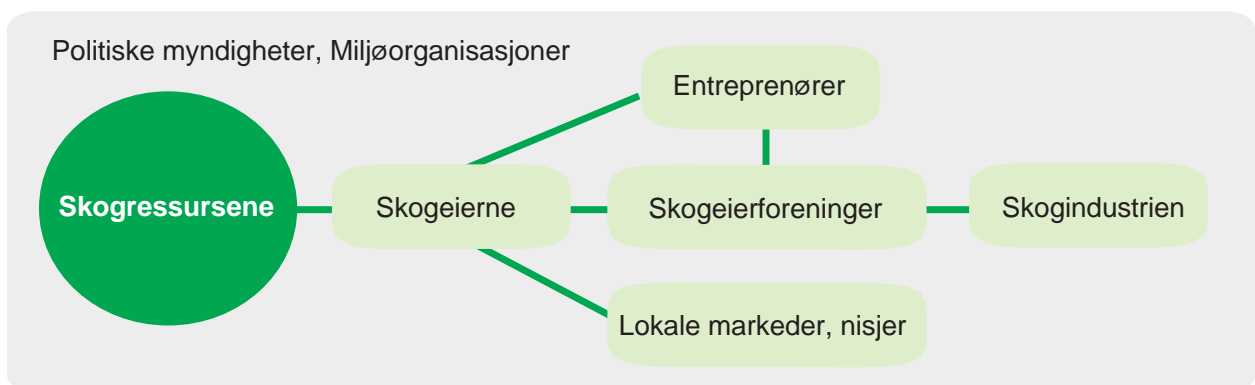 Politiske myndigheter, Miljøorganisasjoner
Entreprenører
Skogressursene
Skogeierne
Skogeierforeninger
Skogindustrien
Lokale markeder, nisjer